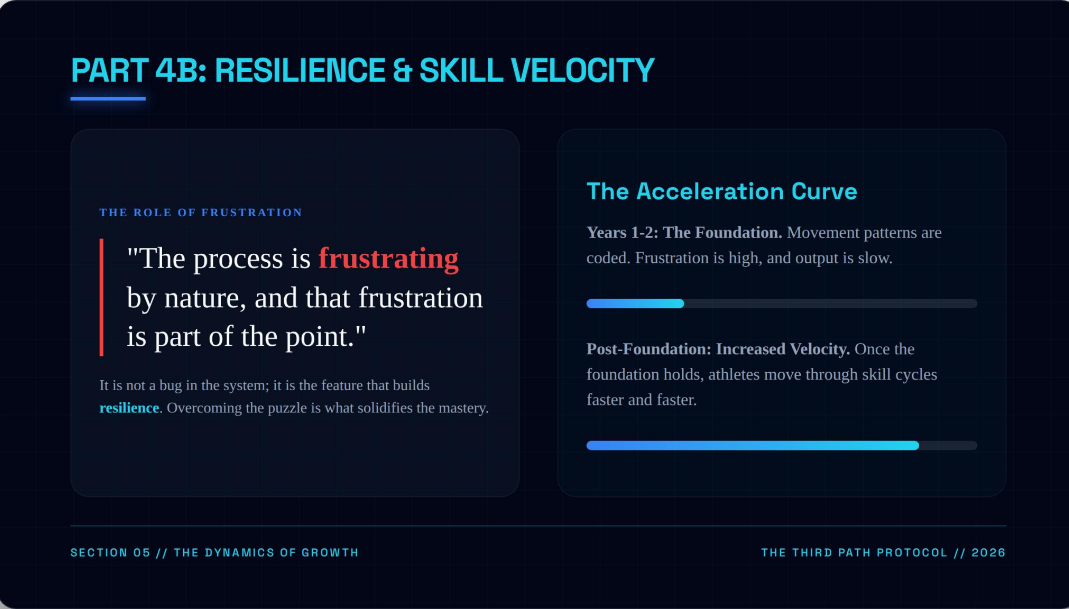 PART 4B: RESILIENCE & SKILL VELOCITY
THE ROLE OF FRUSTRATION
"The process is frustrating
by nature, and that frustration
is part of the point."
It is not a bug in the system; it is the feature that builds
resilience. Overcoming the puzzle is what solidifies the mastery.
The Acceleration Curve
Years 1-2: The Foundation. Movement patterns are
coded. Frustration is high, and output is slow.
Post-Foundation: Increased Velocity. Once the
foundation holds, athletes move through skill cycles
faster and faster.
SECTION 05 // THE DYNAMICS OF GROWTH
THE THIRD PATH PROTOCOL // 2026